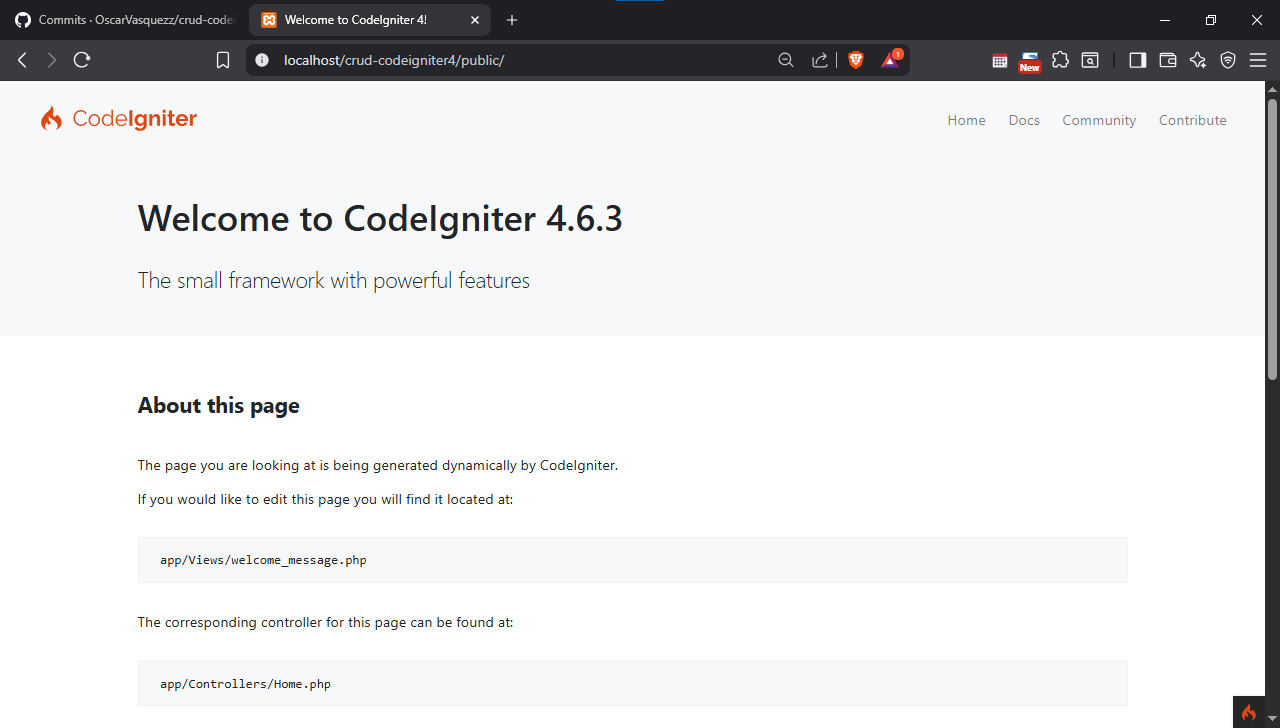 Commits · OscarVasquezz/crud-codei
Welcome to CodeIgniter 4!
localhost/crud-codeigniter4/public/
1
New
CodeIgniter
Home
Docs
Community
Contribute
Welcome to CodeIgniter 4.6.3
The small framework with powerful features
About this page
The page you are looking at is being generated dynamically by CodeIgniter.
If you would like to edit this page you will find it located at:
app/Views/welcome_message.php
The corresponding controller for this page can be found at:
app/Controllers/Home.php